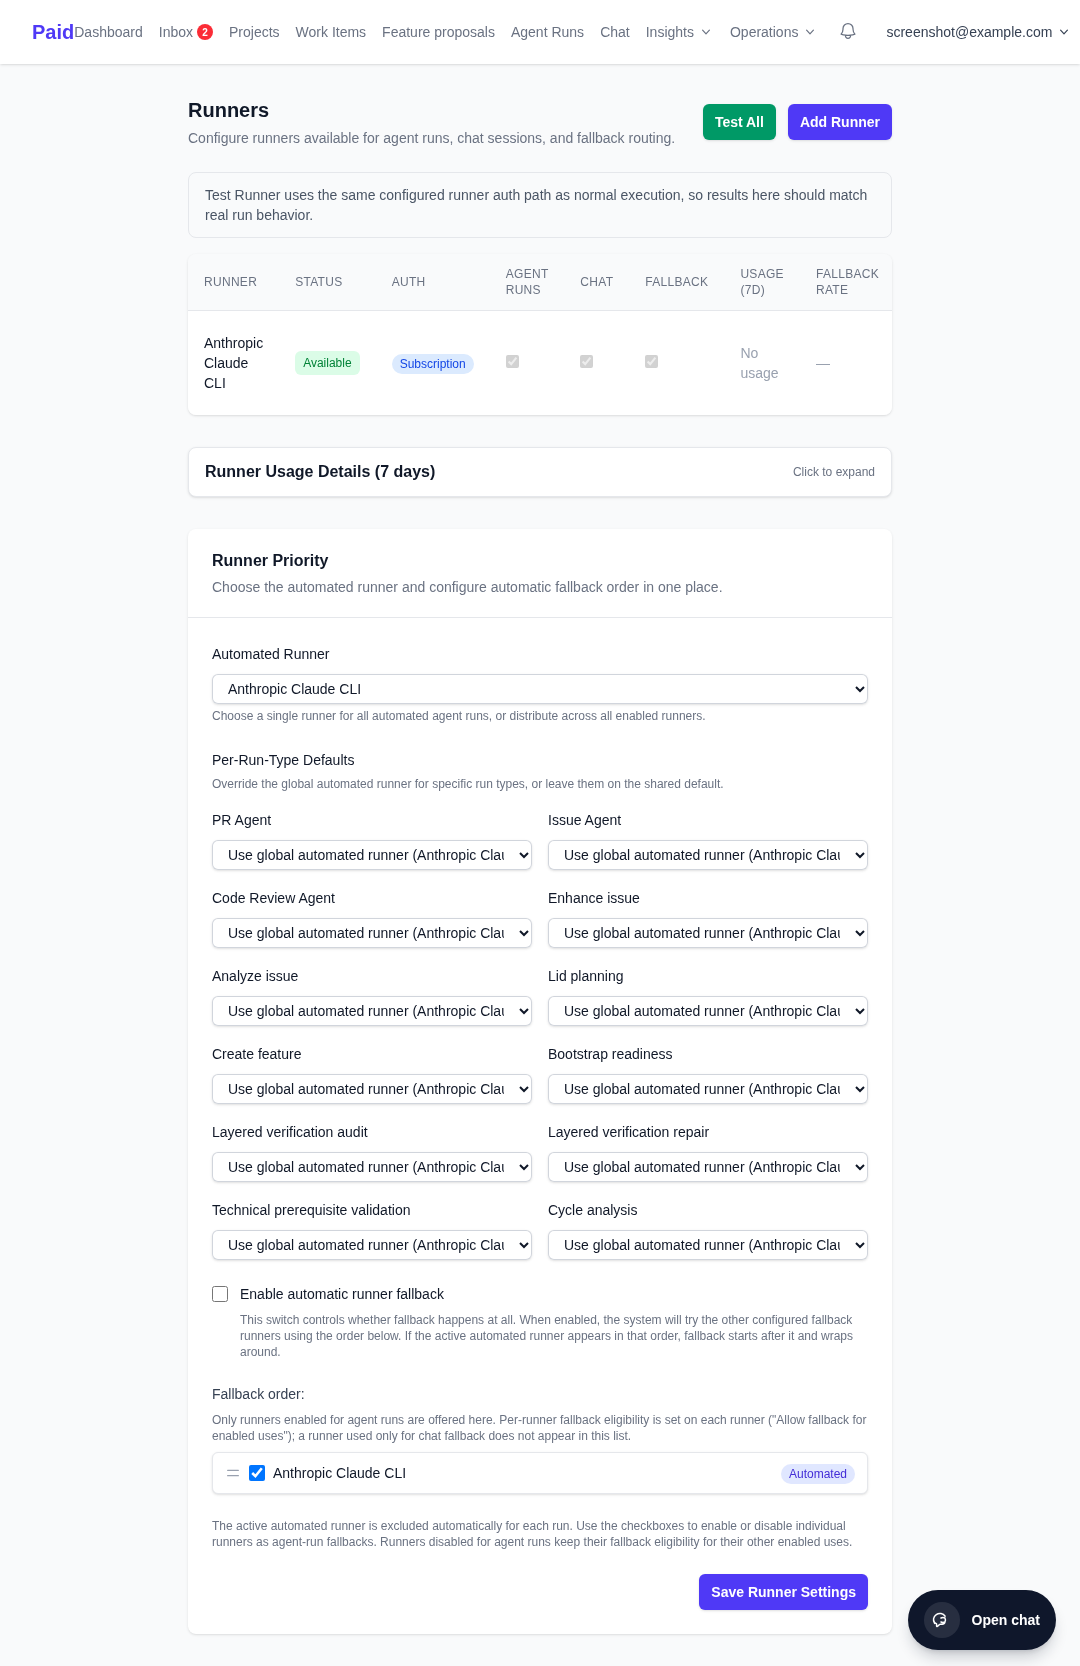 Paid Dashboard Inbox 2 Projects Work Items Feature proposals Agent Runs Chat Insights Operations screenshot@example.com
Runners
Configure runners available for agent runs, chat sessions, and fallback routing.
Test All
Add Runner
Test Runner uses the same configured runner auth path as normal execution, so results here should match
real run behavior.
RUNNER STATUS AUTH AGENT RUNS CHAT FALLBACK USAGE (7D) FALLBACK RATE
Anthropic Claude CLI Available Subscription No usage —
Runner Usage Details (7 days)
Click to expand
Runner Priority
Choose the automated runner and configure automatic fallback order in one place.
Automated Runner
Anthropic Claude CLI
Choose a single runner for all automated agent runs, or distribute across all enabled runners.
Per-Run-Type Defaults
Override the global automated runner for specific run types, or leave them on the shared default.
PR Agent Issue Agent
Use global automated runner (Anthropic Clau Use global automated runner (Anthropic Clau
Code Review Agent Enhance issue
Use global automated runner (Anthropic Clau Use global automated runner (Anthropic Clau
Analyze issue Lid planning
Use global automated runner (Anthropic Clau Use global automated runner (Anthropic Clau
Create feature Bootstrap readiness
Use global automated runner (Anthropic Clau Use global automated runner (Anthropic Clau
Layered verification audit Layered verification repair
Use global automated runner (Anthropic Clau Use global automated runner (Anthropic Clau
Technical prerequisite validation Cycle analysis
Use global automated runner (Anthropic Clau Use global automated runner (Anthropic Clau
Enable automatic runner fallback
This switch controls whether fallback happens at all. When enabled, the system will try the other configured fallback
runners using the order below. If the active automated runner appears in that order, fallback starts after it and wraps
around.
Fallback order:
Only runners enabled for agent runs are offered here. Per-runner fallback eligibility is set on each runner ("Allow fallback for
enabled uses"); a runner used only for chat fallback does not appear in this list.
Anthropic Claude CLI Automated
The active automated runner is excluded automatically for each run. Use the checkboxes to enable or disable individual
runners as agent-run fallbacks. Runners disabled for agent runs keep their fallback eligibility for their other enabled uses.
Save Runner Settings
Open chat